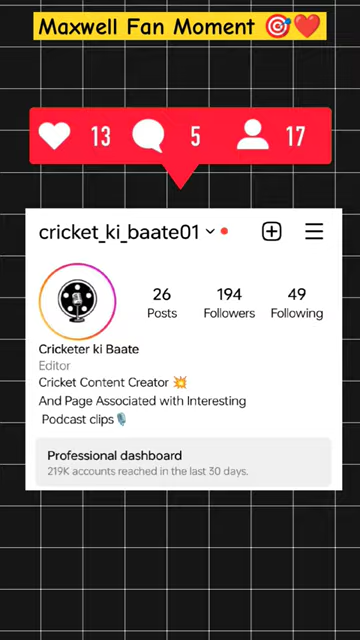 Maxwell Fan Moment 🎯❤️
13 5 17
cricket_ki_baate01
26 194 49
Posts Followers Following
Cricketer ki Baate
Editor
Cricket Content Creator 💥
And Page Associated with Interesting
Podcast clips🎙️
Professional dashboard
219K accounts reached in the last 30 days.